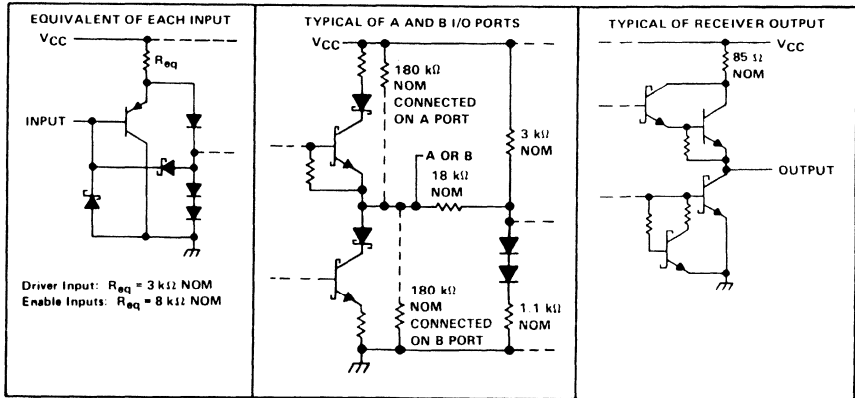 EQUIVALENT OF EACH INPUT
VCC
Req
INPUT
Driver Input: Req = 3 kΩ NOM
Enable Inputs: Req = 8 kΩ NOM
TYPICAL OF A AND B I/O PORTS
VCC
180 kΩ
NOM
CONNECTED
ON A PORT
3 kΩ
NOM
A OR B
18 kΩ
NOM
180 kΩ
NOM
CONNECTED
ON B PORT
1.1 kΩ
NOM
TYPICAL OF RECEIVER OUTPUT
VCC
85 Ω
NOM
OUTPUT